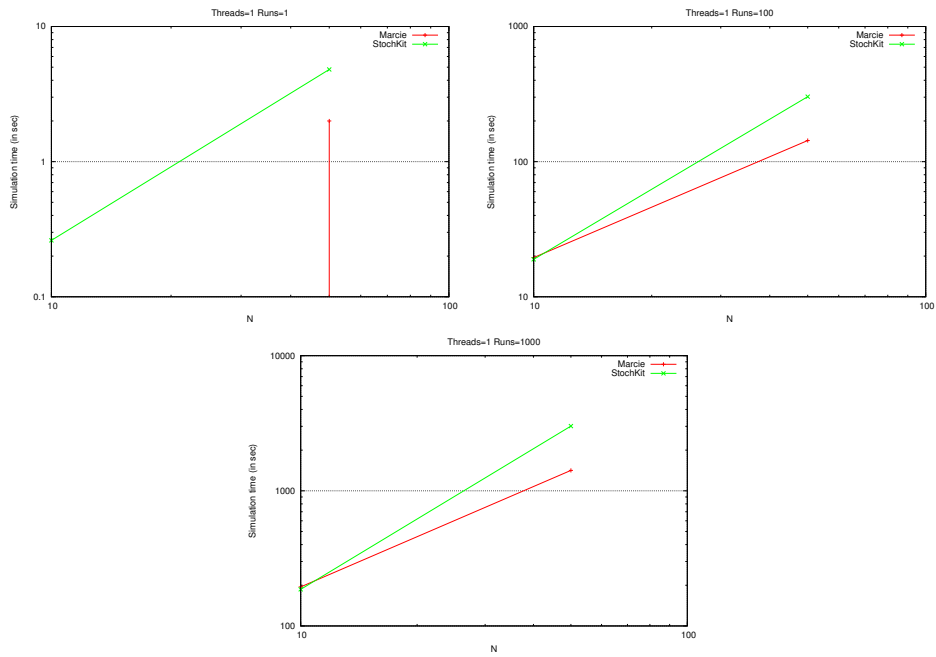 Threads=1 Runs=1
Marcie
StochKit
10
1
0.1
Simulation time (in sec)
10
100
N
Threads=1 Runs=100
Marcie
StochKit
1000
100
10
Simulation time (in sec)
10
100
N
Threads=1 Runs=1000
Marcie
StochKit
10000
1000
100
Simulation time (in sec)
10
100
N